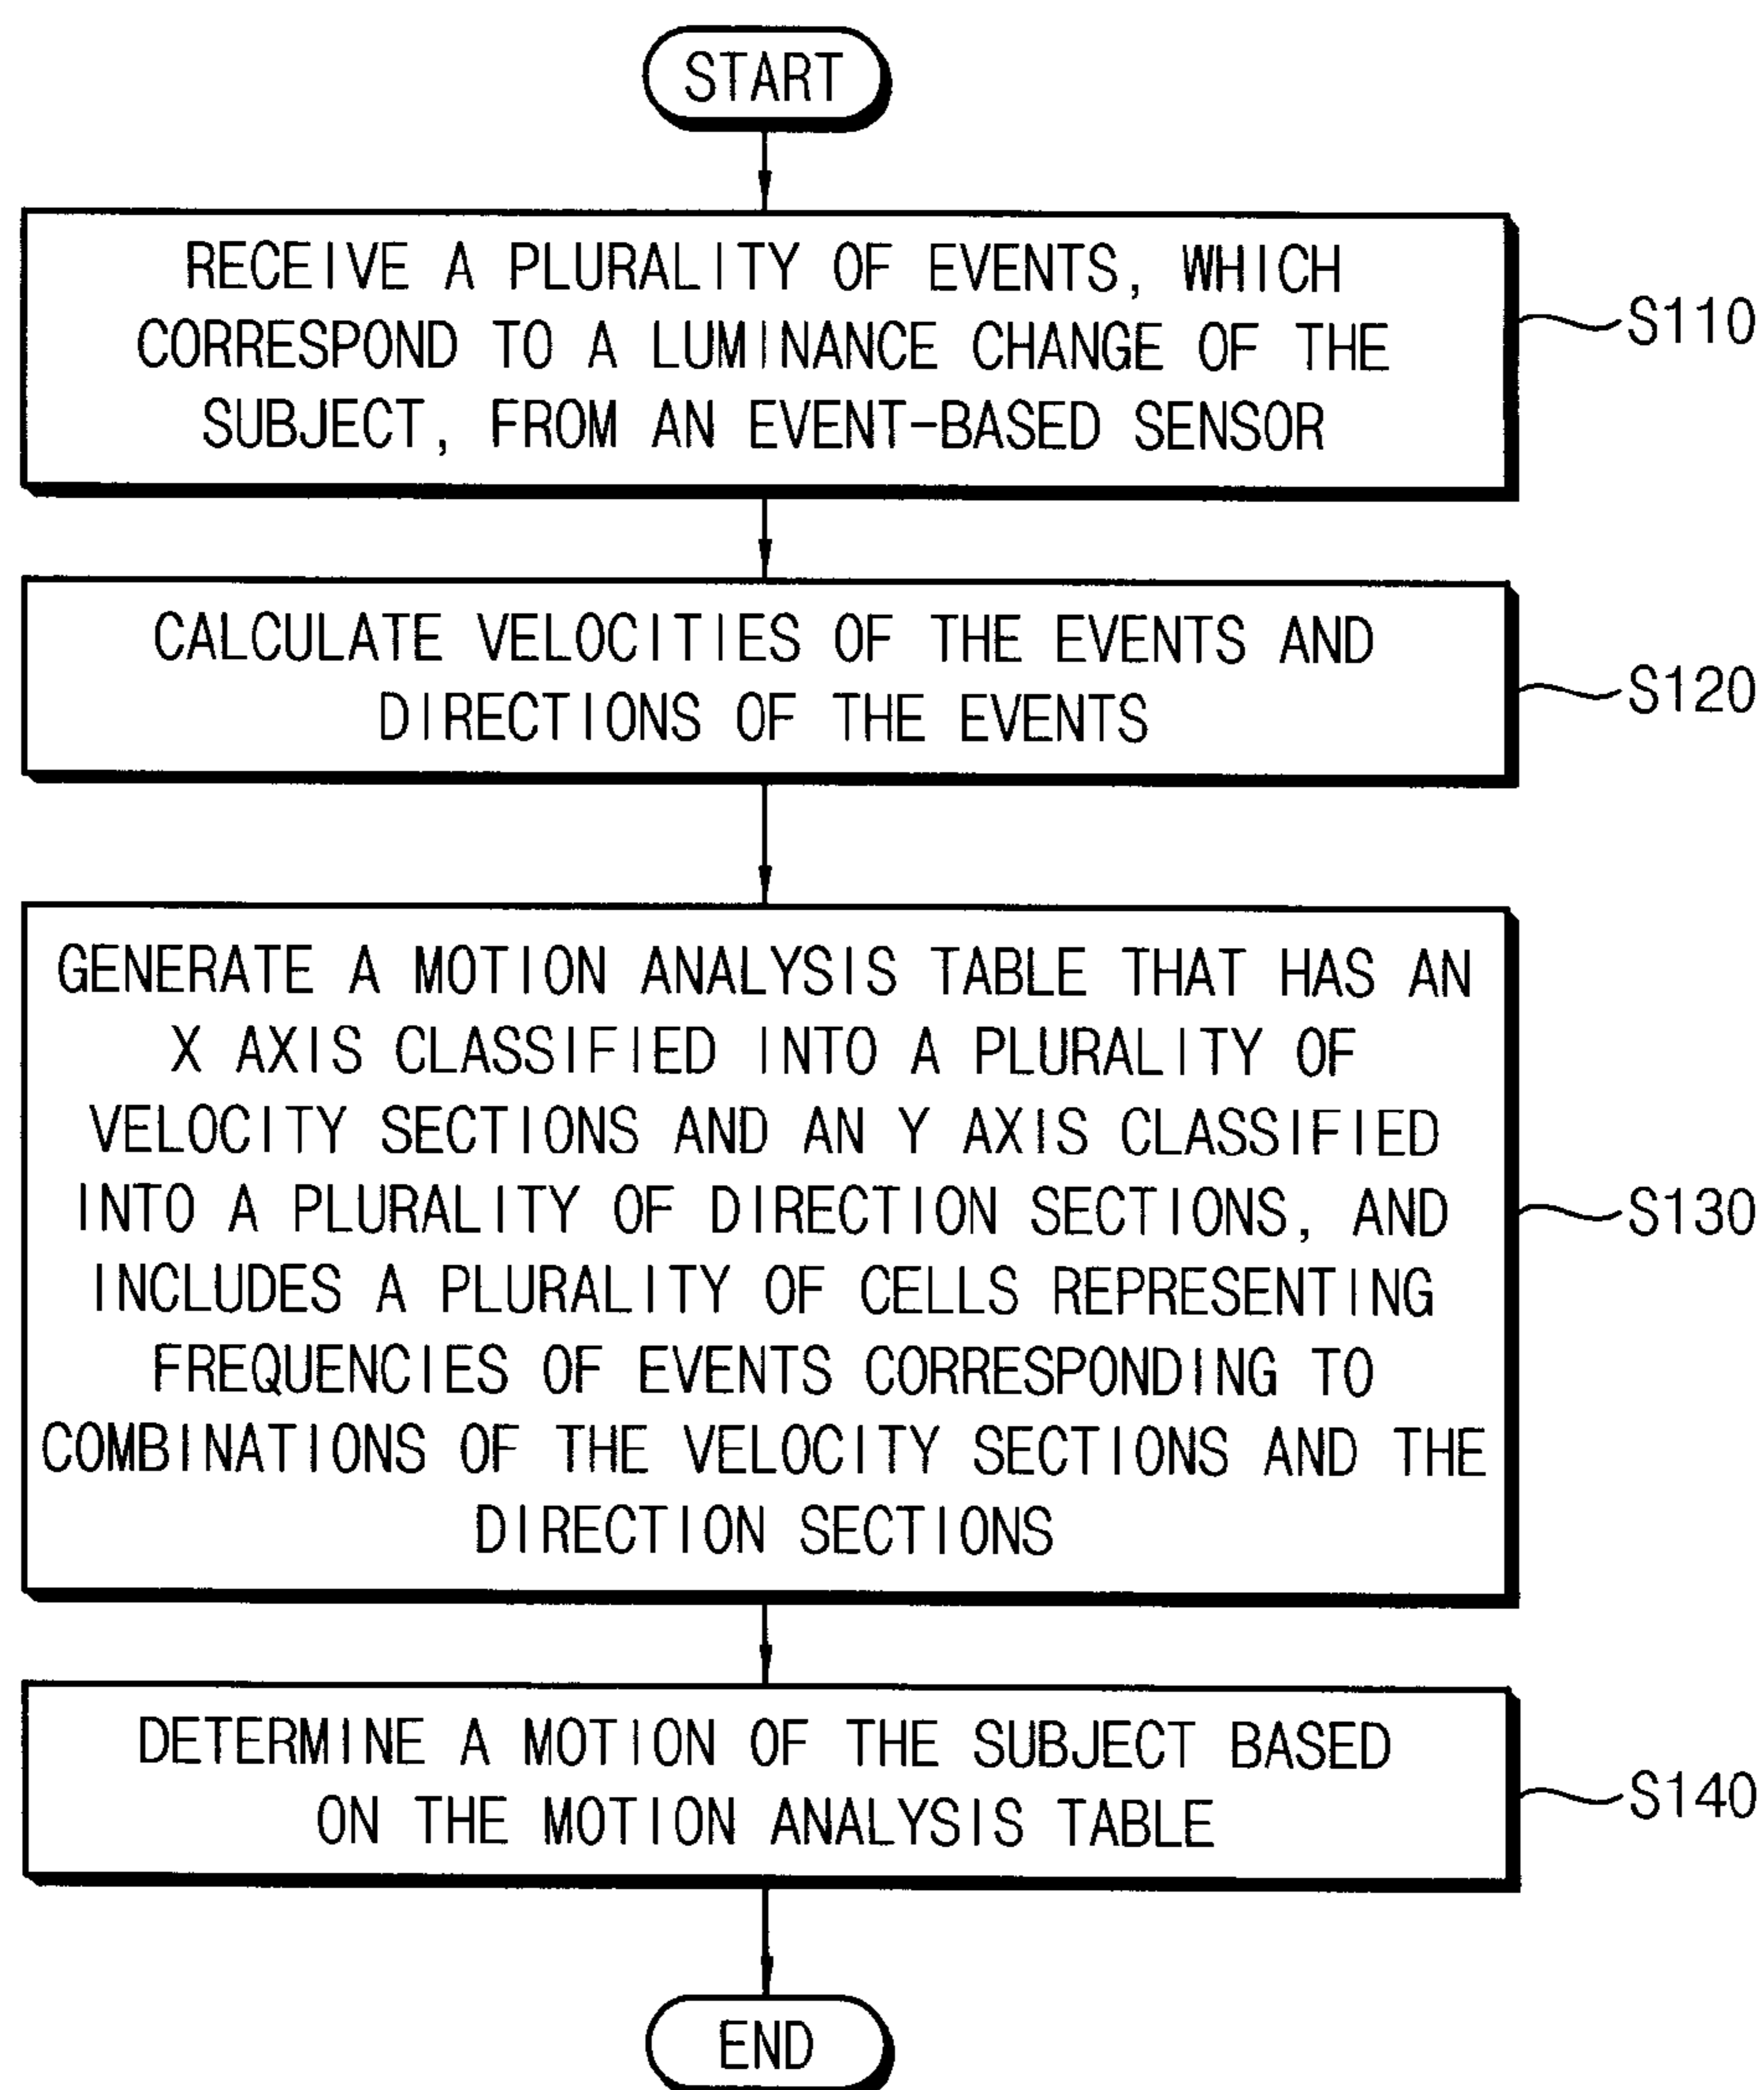 START
RECEIVE A PLURALITY OF EVENTS, WHICH
CORRESPOND TO A LUMINANCE CHANGE OF THE
SUBJECT, FROM AN EVENT-BASED SENSOR
S110
CALCULATE VELOCITIES OF THE EVENTS AND
DIRECTIONS OF THE EVENTS
S120
GENERATE A MOTION ANALYSIS TABLE THAT HAS AN
X AXIS CLASSIFIED INTO A PLURALITY OF
VELOCITY SECTIONS AND AN Y AXIS CLASSIFIED
INTO A PLURALITY OF DIRECTION SECTIONS, AND
INCLUDES A PLURALITY OF CELLS REPRESENTING
FREQUENCIES OF EVENTS CORRESPONDING TO
COMBINATIONS OF THE VELOCITY SECTIONS AND THE
DIRECTION SECTIONS
S130
DETERMINE A MOTION OF THE SUBJECT BASED
ON THE MOTION ANALYSIS TABLE
S140
END